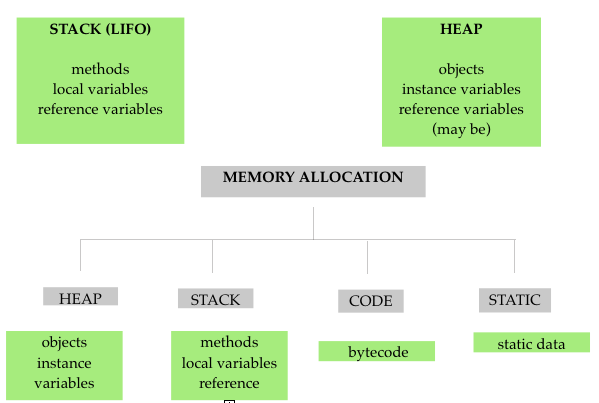 STACK (LIFO)
methods
local variables
reference variables
HEAP
objects
instance variables
reference variables
(may be)
MEMORY ALLOCATION
HEAP
STACK
CODE
STATIC
objects
instance
variables
methods
local variables
reference
bytecode
static data